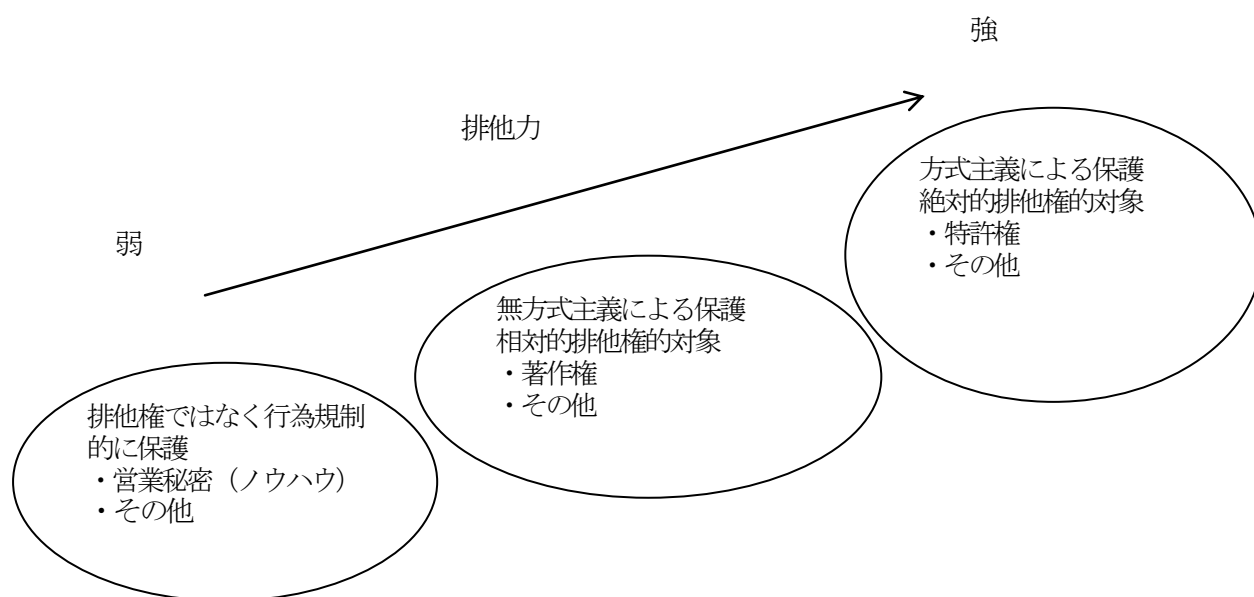 強
排他力
弱
方式主義による保護
絶対的排他権的対象
・特許権
・その他
無方式主義による保護
相対的排他権的対象
・著作権
・その他
排他権ではなく行為規制
的に保護
・営業秘密（ノウハウ）
・その他